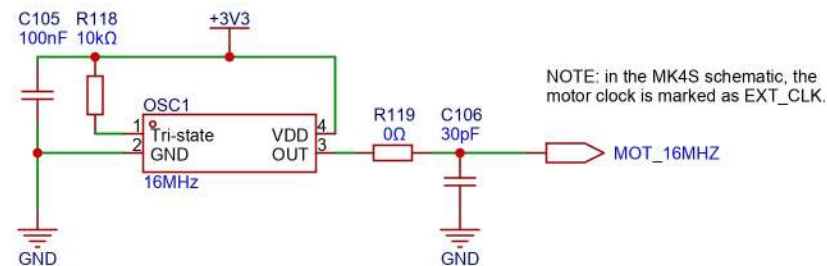 C105 R118
100nF 10kΩ
+3V3
NOTE: in the MK4S schematic, the
motor clock is marked as EXT_CLK.
OSC1
R119
0Ω
C106
30pF
1 Tri-state VDD 4
2 GND OUT 3
16MHz
MOT_16MHZ
GND
GND